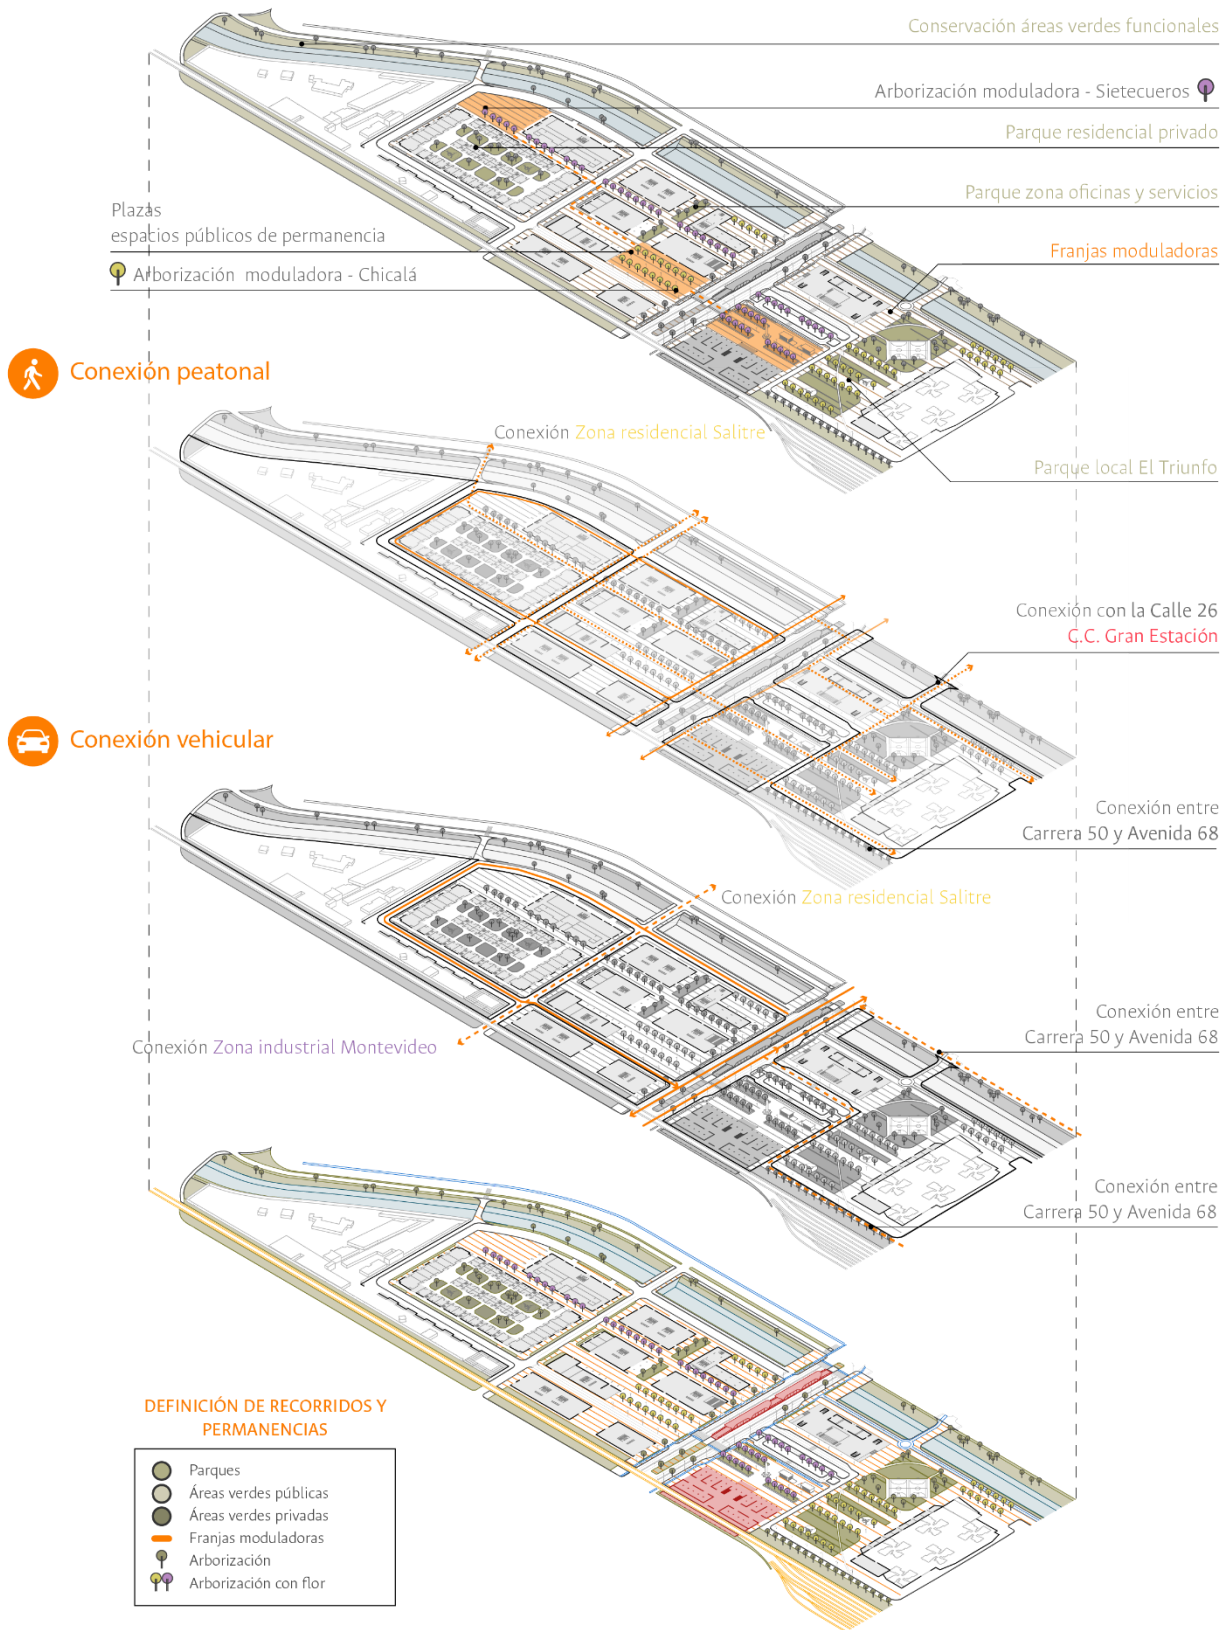 Conservación áreas verdes funcionales
Arborización moduladora - Sietecueros
Parque residencial privado
Parque zona oficinas y servicios
Plazas
espacios públicos de permanencia
Franjas moduladoras
Arborización moduladora - Chicalá
Conexión peatonal
Conexión Zona residencial Salitre
Parque local El Triunfo
Conexión con la Calle 26
C.C. Gran Estación
Conexión vehicular
Conexión entre
Carrera 50 y Avenida 68
Conexión Zona residencial Salitre
Conexión entre
Carrera 50 y Avenida 68
Conexión Zona industrial Montevideo
Conexión entre
Carrera 50 y Avenida 68
DEFINICIÓN DE RECORRIDOS Y
PERMANENCIAS
Parques
Áreas verdes públicas
Áreas verdes privadas
Franjas moduladoras
Arborización
Arborización con flor